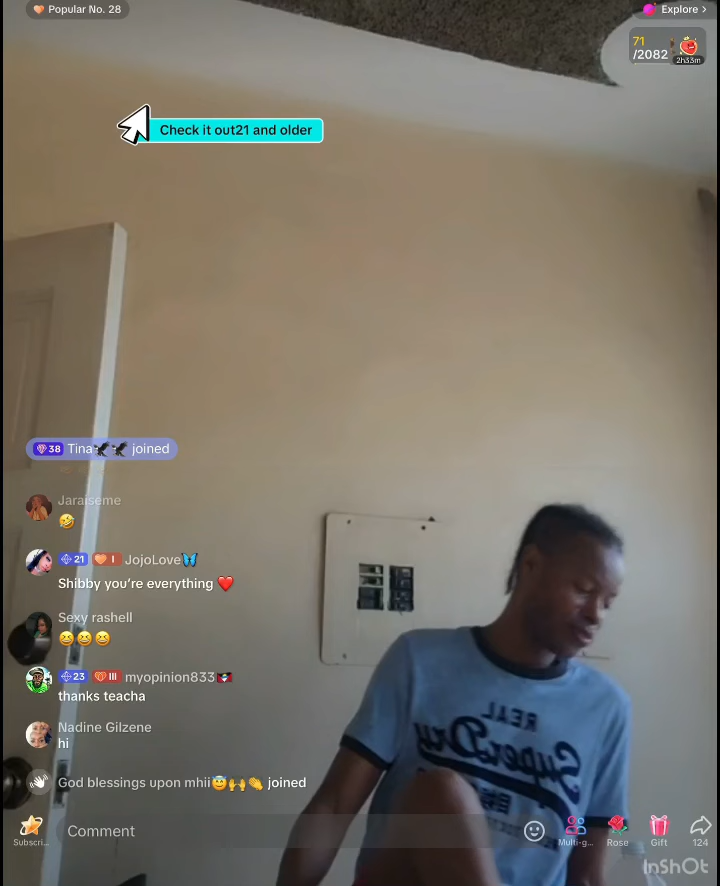 Popular No. 28
Explore >
71
/2082
2h33m
Check it out21 and older
38 Tina joined
Jaraiseme
🤣
21 I JojoLove🦋
Shibby you're everything ❤️
Sexy rashell
😆😆😆
23 III myopinion833
thanks teacha
Nadine Gilzene
hi
God blessings upon mhii😇🙌👏 joined
REAL
SuperDry
Subscri...
Comment
Multi-g...
Rose
Gift
124
InShOt